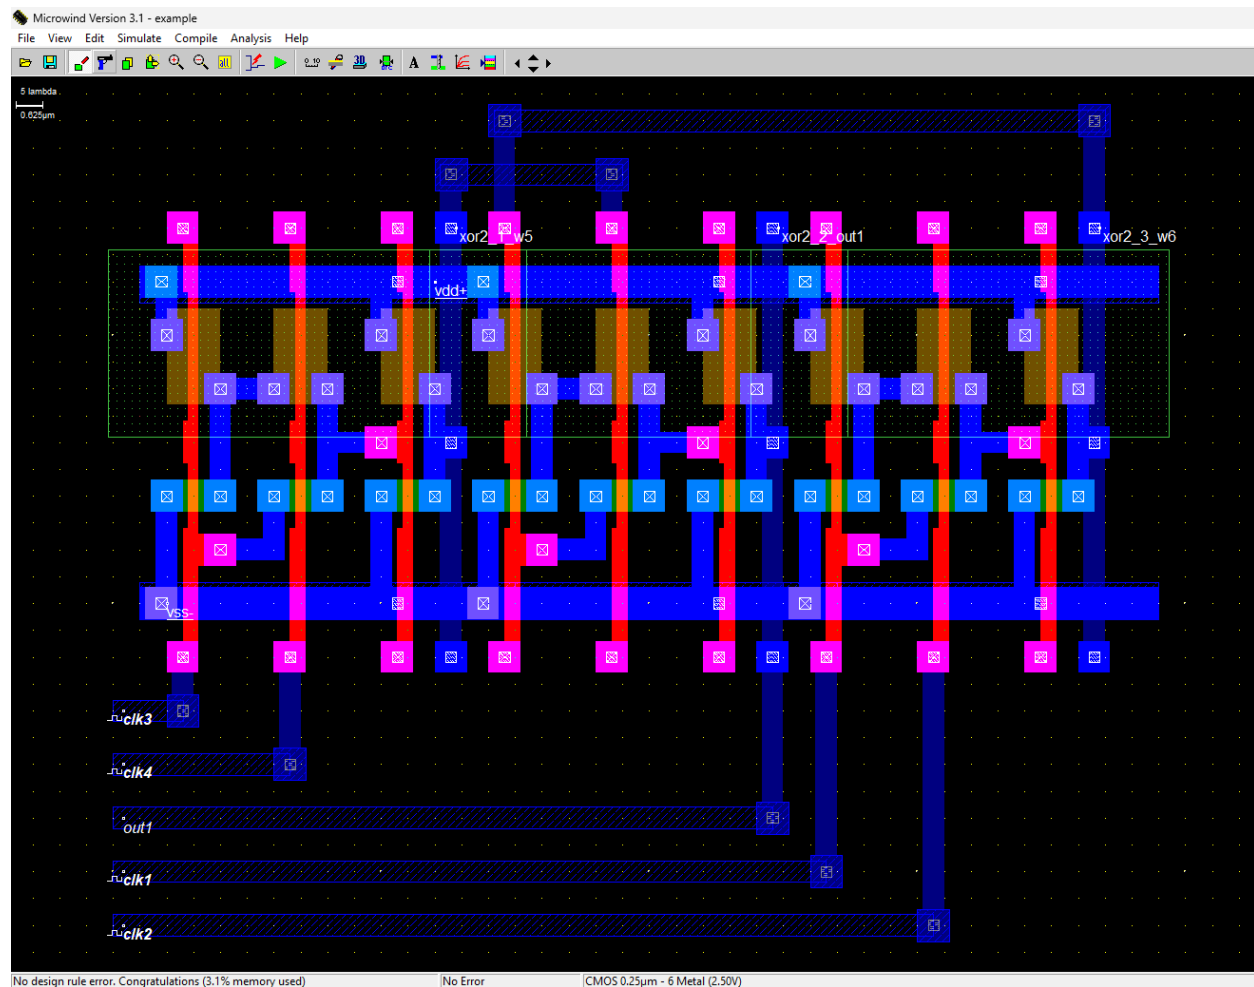 Microwind Version 3.1 - example
File View Edit Simulate Compile Analysis Help
5 lambda
0.625µm
xor2_1_w5
xor2_2_out1
xor2_3_w6
vdd+
vss-
clk3
clk4
out1
clk1
clk2
No design rule error. Congratulations (3.1% memory used) No Error CMOS 0.25µm - 6 Metal (2.50V)